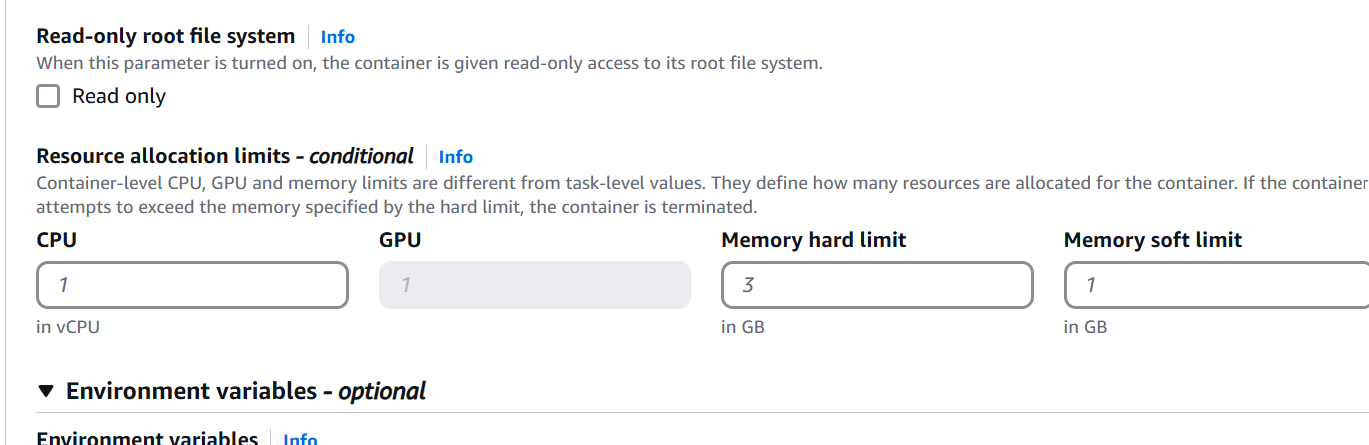 Read-only root file system Info
When this parameter is turned on, the container is given read-only access to its root file system.
Read only
Resource allocation limits - conditional Info
Container-level CPU, GPU and memory limits are different from task-level values. They define how many resources are allocated for the container. If the container
attempts to exceed the memory specified by the hard limit, the container is terminated.
CPU GPU Memory hard limit Memory soft limit
1 1 3 1
in vCPU in GB in GB
Environment variables - optional
Environment variables Info